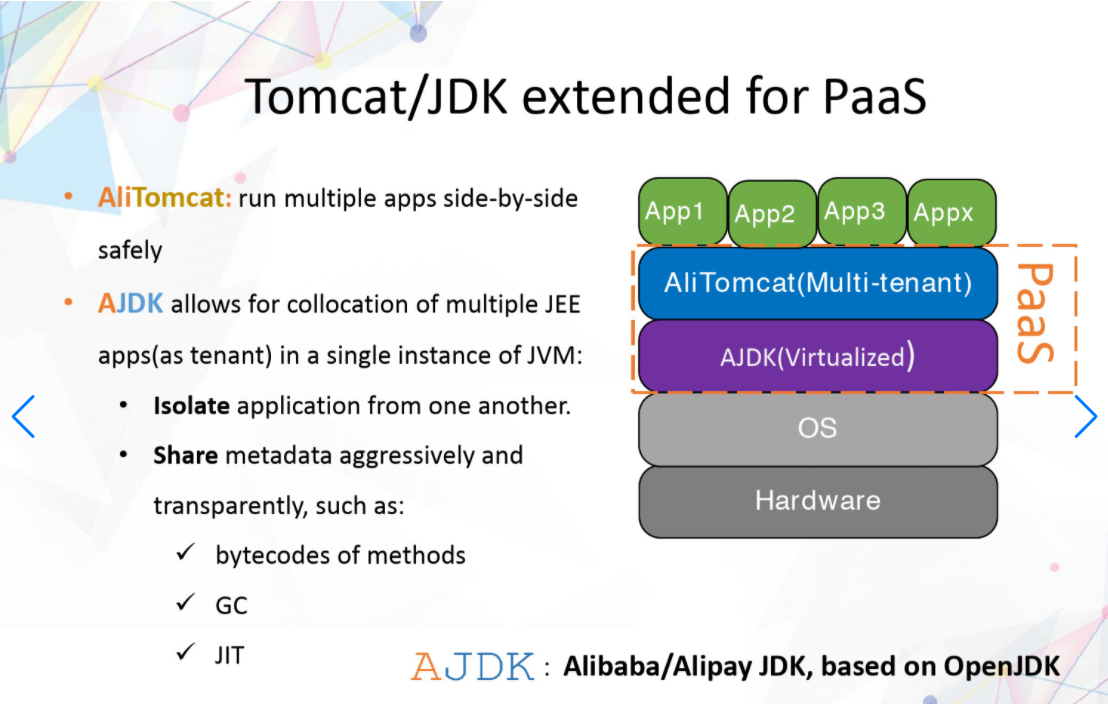 Tomcat/JDK extended for PaaS
• AliTomcat: run multiple apps side-by-side
safely
• AJDK allows for collocation of multiple JEE
apps(as tenant) in a single instance of JVM:
• Isolate application from one another.
• Share metadata aggressively and
transparently, such as:
✓ bytecodes of methods
✓ GC
✓ JIT
App1 App2 App3 Appx
AliTomcat(Multi-tenant)
AJDK(Virtualized)
PaaS
OS
Hardware
AJDK : Alibaba/Alipay JDK, based on OpenJDK